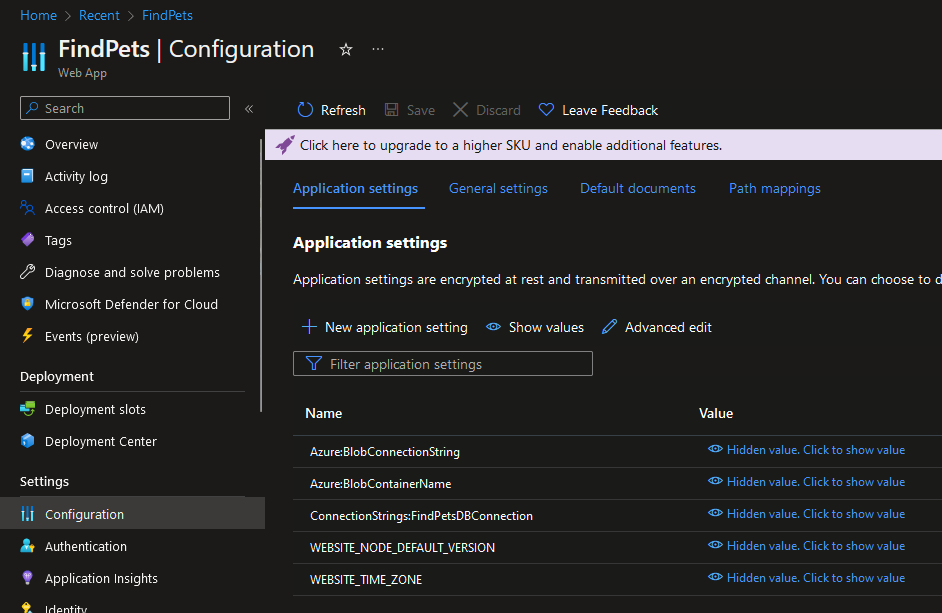 Home > Recent > FindPets
FindPets | Configuration
Web App
Search
Overview
Activity log
Access control (IAM)
Tags
Diagnose and solve problems
Microsoft Defender for Cloud
Events (preview)
Deployment
Deployment slots
Deployment Center
Settings
Configuration
Authentication
Application Insights
Identity
Refresh Save Discard Leave Feedback
Click here to upgrade to a higher SKU and enable additional features.
Application settings General settings Default documents Path mappings
Application settings
Application settings are encrypted at rest and transmitted over an encrypted channel. You can choose to d
New application setting Show values Advanced edit
Filter application settings
Name Value
Azure:BlobConnectionString Hidden value. Click to show value
Azure:BlobContainerName Hidden value. Click to show value
ConnectionStrings:FindPetsDBConnection Hidden value. Click to show value
WEBSITE_NODE_DEFAULT_VERSION Hidden value. Click to show value
WEBSITE_TIME_ZONE Hidden value. Click to show value